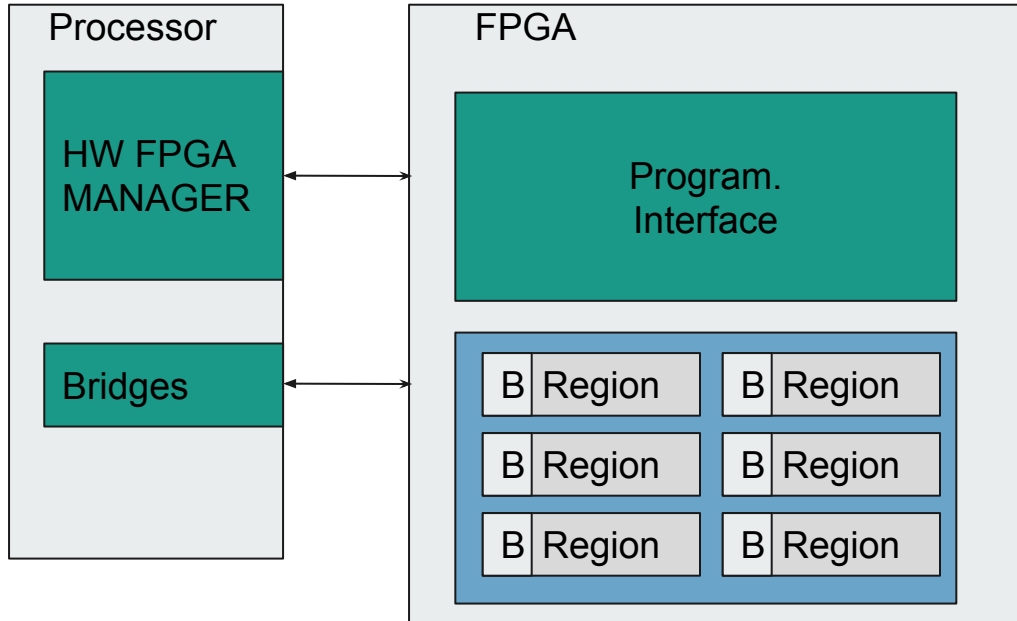 Processor
HW FPGA
MANAGER
Bridges
FPGA
Program.
Interface
B Region B Region
B Region B Region
B Region B Region